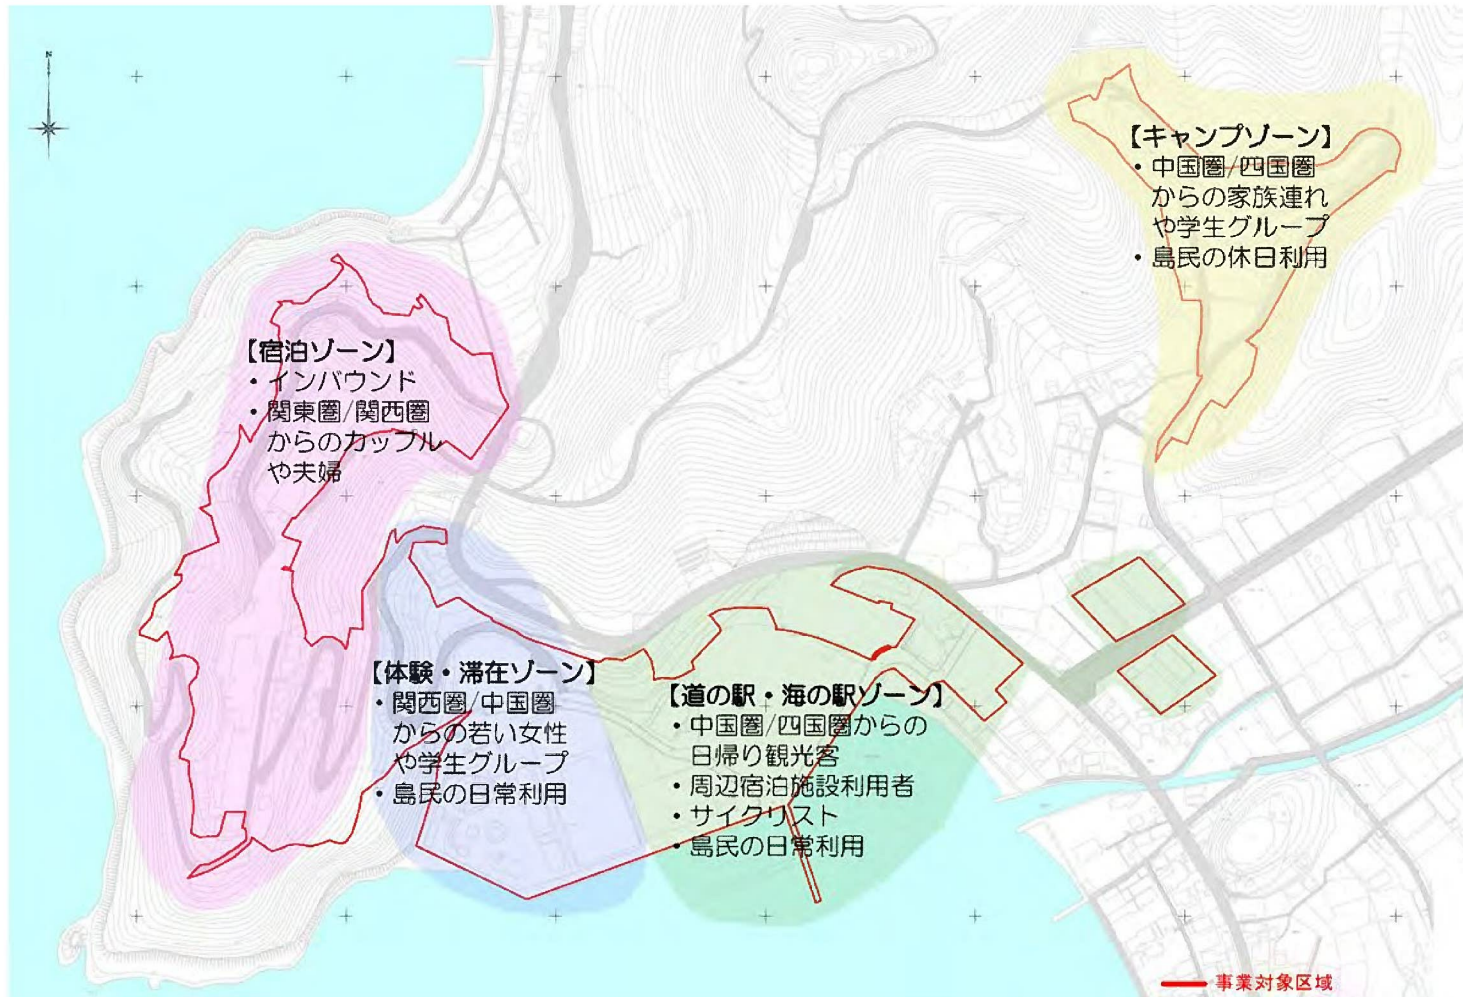 N
【キャンプゾーン】
・中国圏/四国圏
からの家族連れ
や学生グループ
・島民の休日利用
【宿泊ゾーン】
・インバウンド
・関東圏/関西圏
からのカップル
や夫婦
【体験・滞在ゾーン】
・関西圏/中国圏
からの若い女性
や学生グループ
・島民の日常利用
【道の駅・海の駅ゾーン】
・中国圏/四国圏からの
日帰り観光客
・周辺宿泊施設利用者
・サイクリスト
・島民の日常利用
事業対象区域